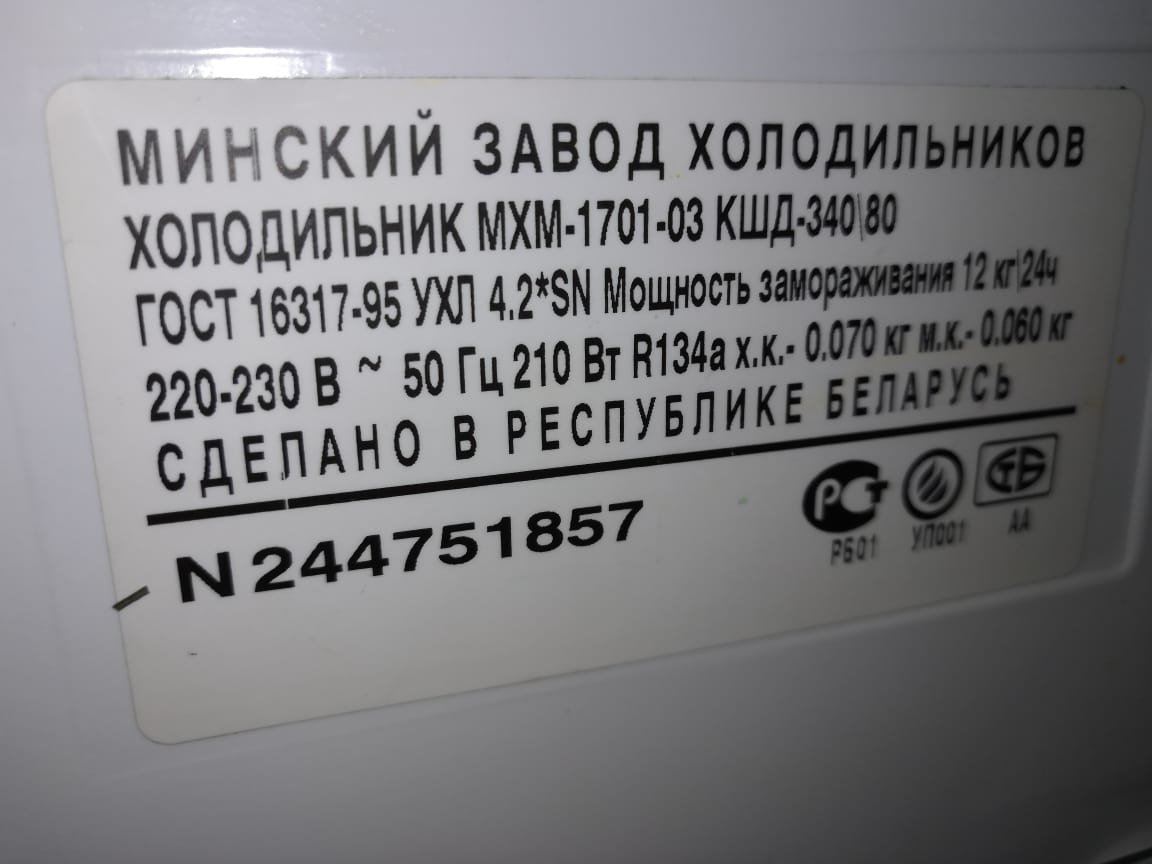 МИНСКИЙ ЗАВОД ХОЛОДИЛЬНИКОВ
ХОЛОДИЛЬНИК МХМ-1701-03 КШД-340\80
ГОСТ 16317-95 УХЛ 4.2*SN Мощность замораживания 12 кг\24ч
220-230 В ~ 50 Гц 210 Вт R134a х.к.- 0.070 кг м.к.- 0.060 кг
СДЕЛАНО В РЕСПУБЛИКЕ БЕЛАРУСЬ
N 244751857
РСТ СТБ
РБ01 УП001 АА